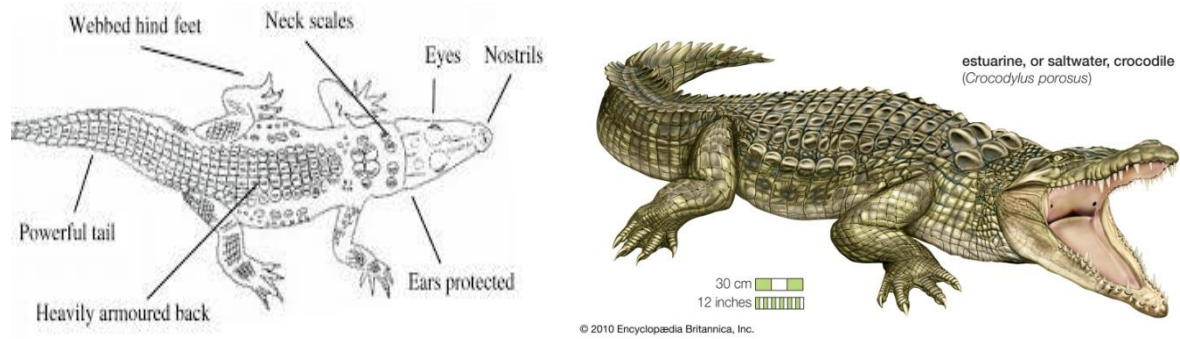 Webbed hind feet
Neck scales
Eyes
Nostrils
Powerful tail
Ears protected
Heavily armoured back
estuarine, or saltwater, crocodile
(Crocodylus porosus)
30 cm
12 inches
© 2010 Encyclopædia Britannica, Inc.